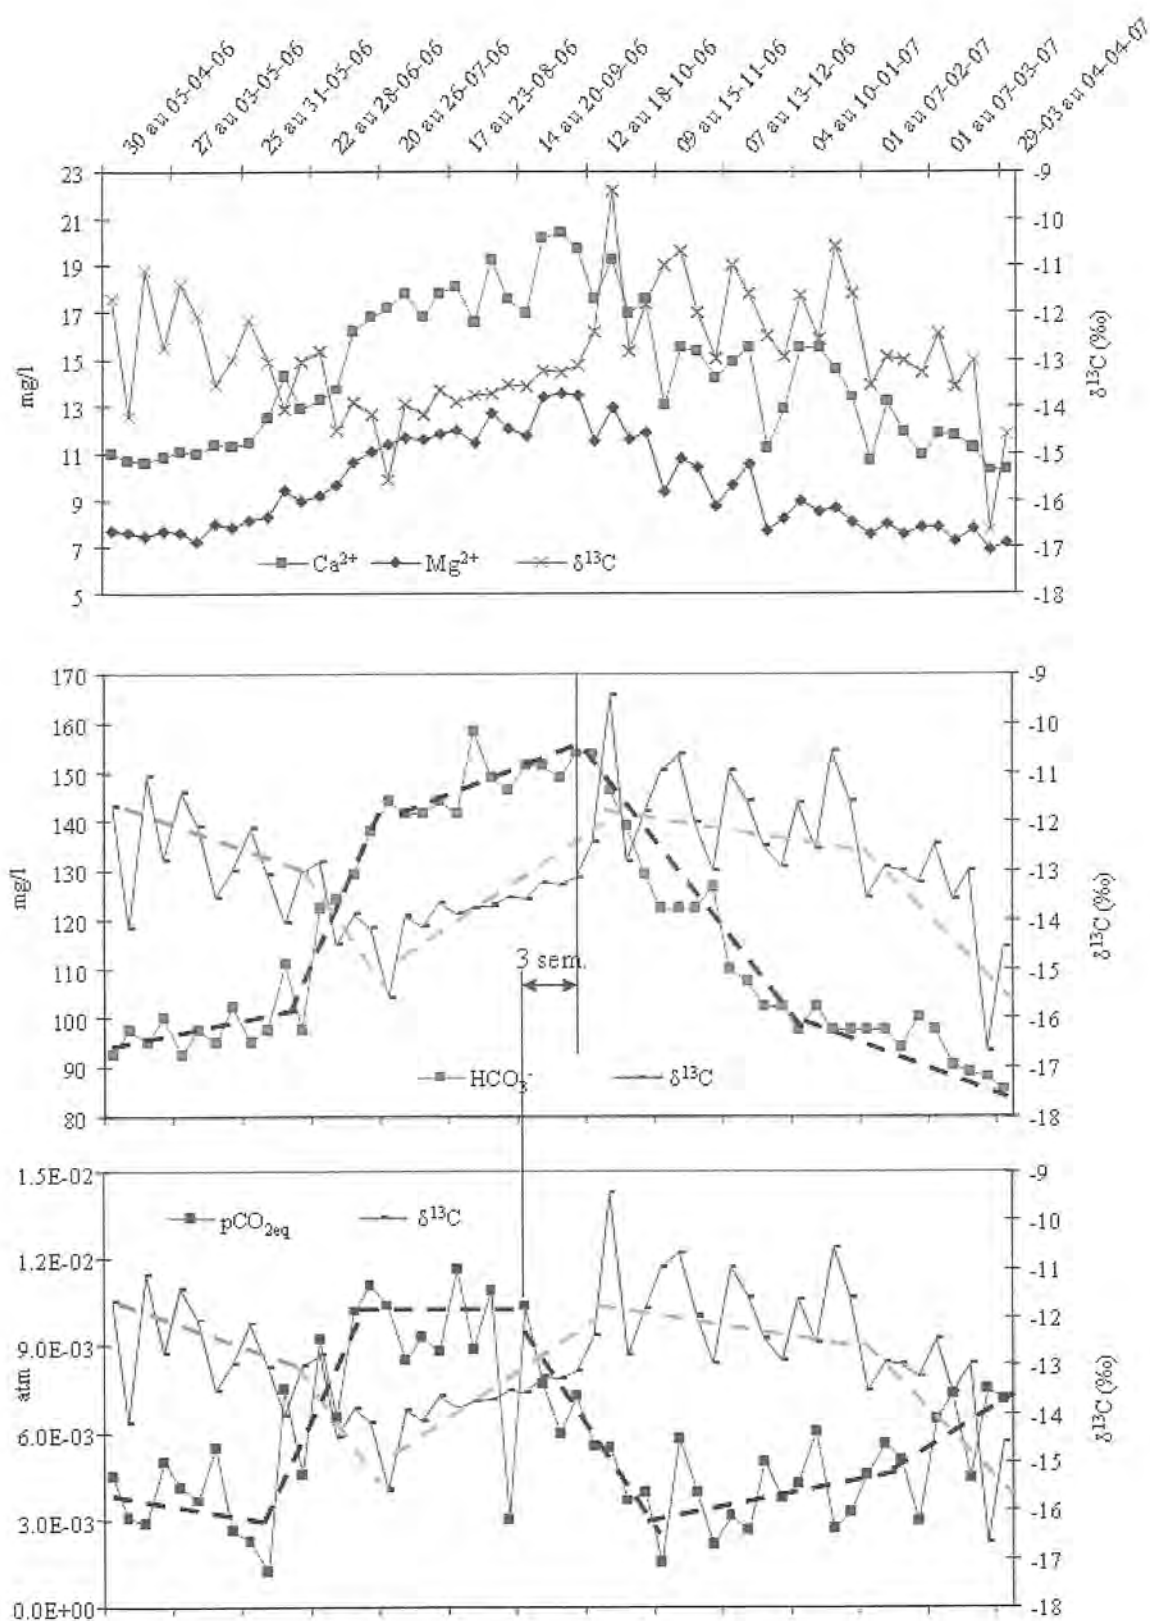 30 au 05-04-06
27 au 03-05-06
25 au 31-05-06
22 au 28-06-06
20 au 26-07-06
17 au 23-08-06
14 au 20-09-06
12 au 18-10-06
09 au 15-11-06
07 au 13-12-06
04 au 10-01-07
01 au 07-02-07
01 au 07-03-07
29-03 au 04-04-07
23
21
19
17
15
13
11
9
7
5
mg/l
-9
-10
-11
-12
-13
-14
-15
-16
-17
-18
δ¹³C (‰)
Ca²⁺ Mg²⁺ δ¹³C
170
160
150
140
130
120
110
100
90
80
mg/l
-9
-10
-11
-12
-13
-14
-15
-16
-17
-18
δ¹³C (‰)
3 sem.
HCO₃⁻ δ¹³C
1.5E-02
1.2E-02
9.0E-03
6.0E-03
3.0E-03
0.0E+00
atm
-9
-10
-11
-12
-13
-14
-15
-16
-17
-18
δ¹³C (‰)
pCO₂eq δ¹³C